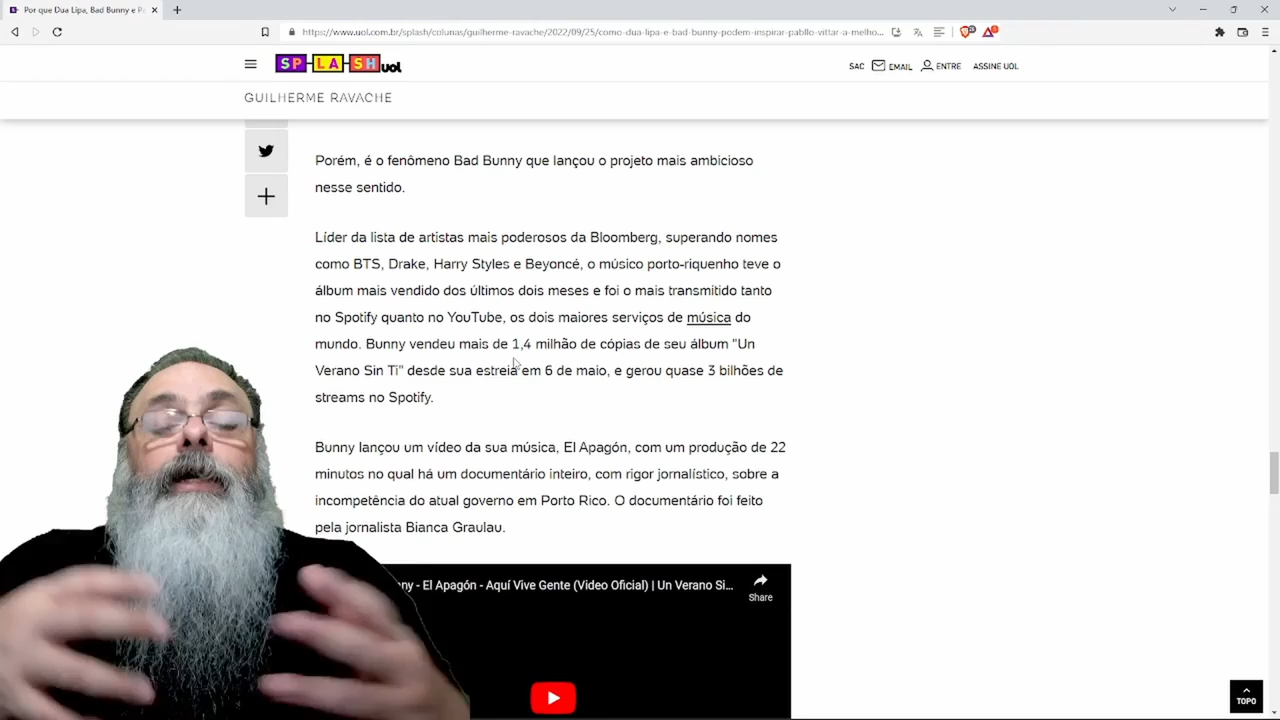 Por que Dua Lipa, Bad Bunny e P
https://www.uol.com.br/splash/colunas/guilherme-ravache/2022/09/25/como-dua-lipa-e-bad-bunny-podem-inspirar-pabllo-vittar-a-melho...
SPLASH uol
SAC EMAIL ENTRE ASSINE UOL
GUILHERME RAVACHE
Porém, é o fenômeno Bad Bunny que lançou o projeto mais ambicioso
nesse sentido.
Líder da lista de artistas mais poderosos da Bloomberg, superando nomes
como BTS, Drake, Harry Styles e Beyoncé, o músico porto-riquenho teve o
álbum mais vendido dos últimos dois meses e foi o mais transmitido tanto
no Spotify quanto no YouTube, os dois maiores serviços de música do
mundo. Bunny vendeu mais de 1,4 milhão de cópias de seu álbum "Un
Verano Sin Ti" desde sua estreia em 6 de maio, e gerou quase 3 bilhões de
streams no Spotify.
Bunny lançou um vídeo da sua música, El Apagón, com um produção de 22
minutos no qual há um documentário inteiro, com rigor jornalístico, sobre a
incompetência do atual governo em Porto Rico. O documentário foi feito
pela jornalista Bianca Graulau.
nny - El Apagón - Aquí Vive Gente (Video Oficial) | Un Verano Si...
Share
TOPO